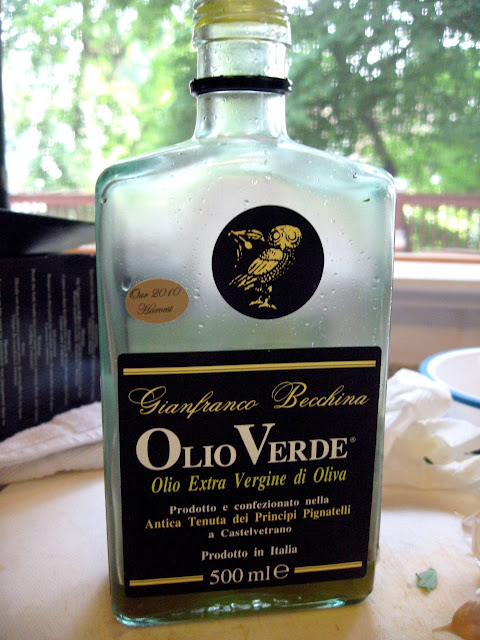 Our 2010
Harvest
Gianfranco Becchina
OLIO VERDE®
Olio Extra Vergine di Oliva
Prodotto e confezionato nella
Antica Tenuta dei Principi Pignatelli
a Castelvetrano
Prodotto in Italia
500 ml ℮